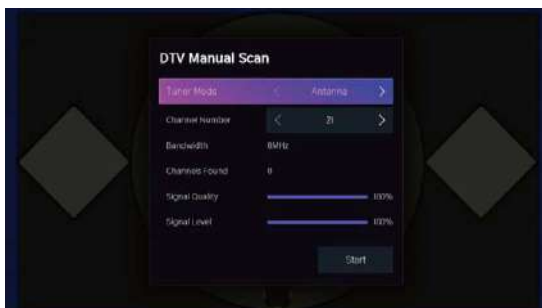 DTV Manual Scan
Tuner Mode < Antenna >
Channel Number < 21 >
Bandwidth 8MHz
Channels Found 0
Signal Quality 100%
Signal Level 100%
Start